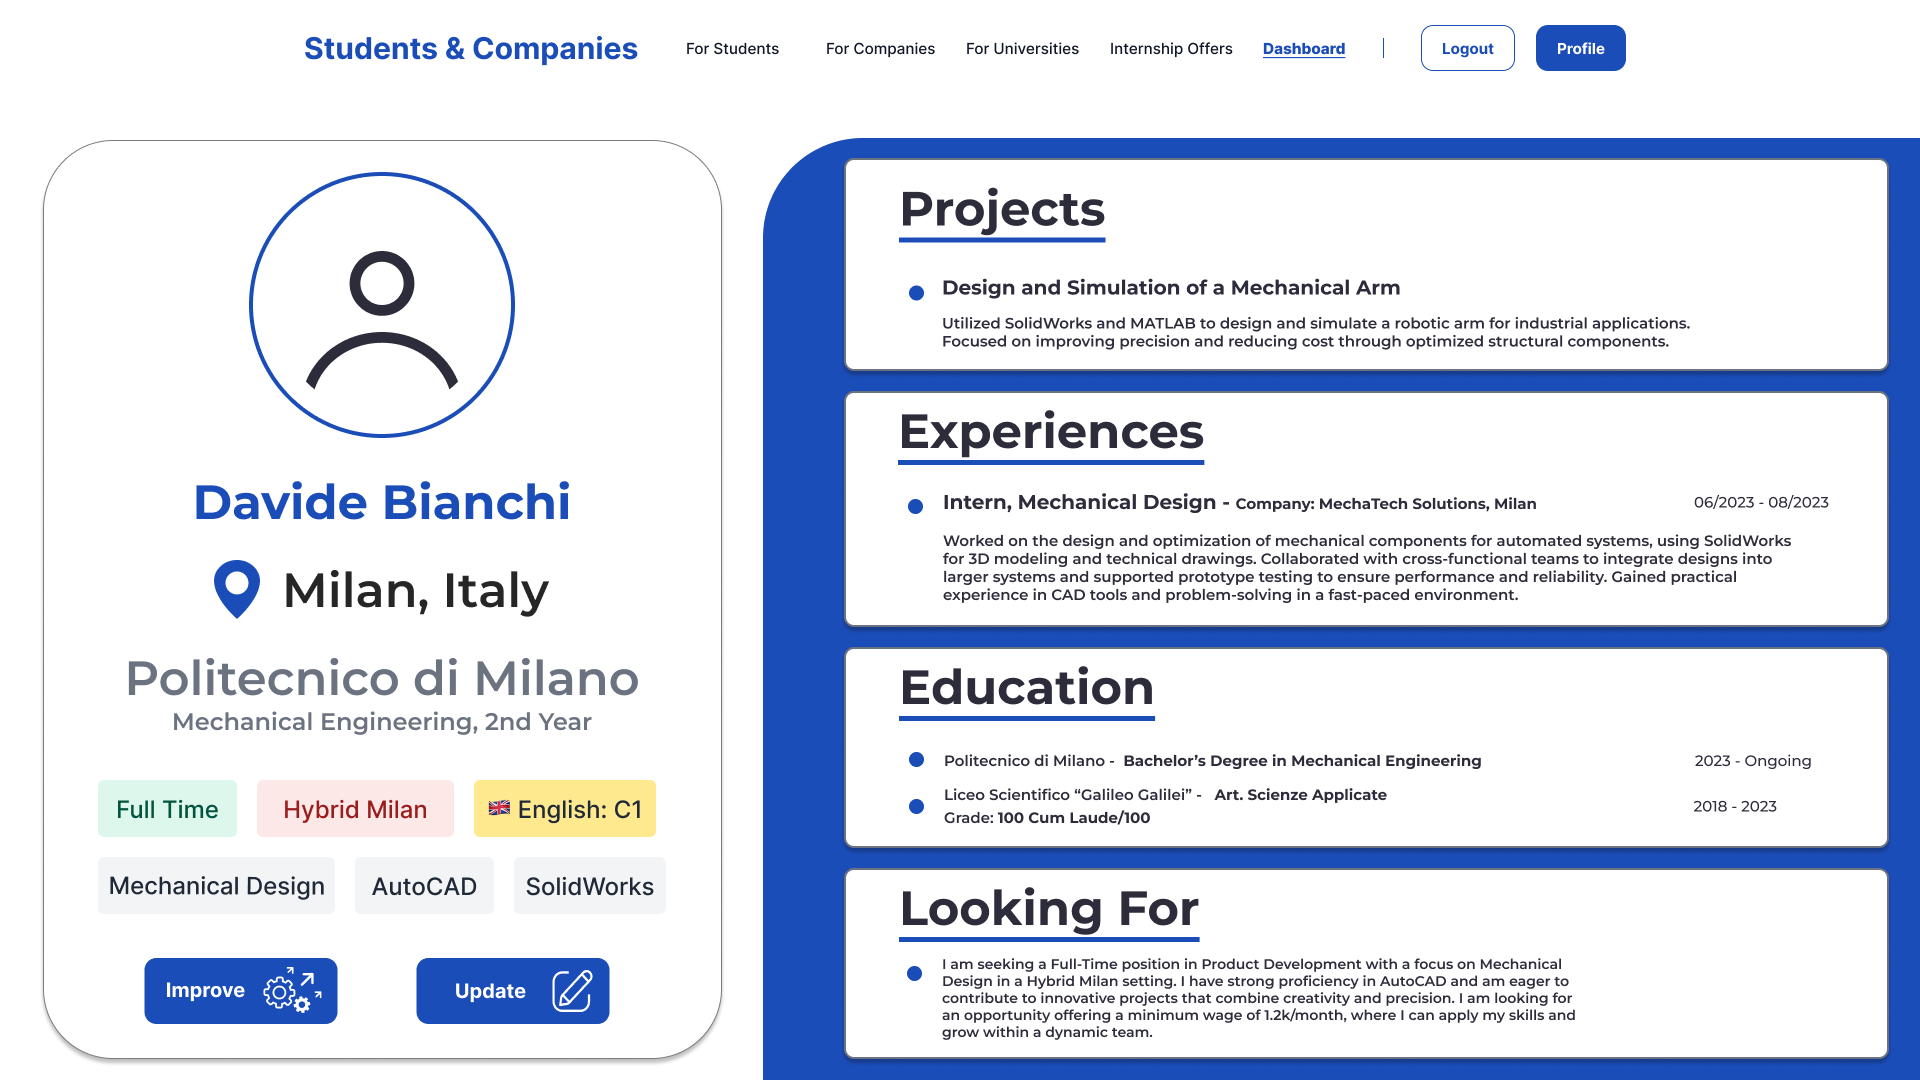 Students & Companies
For Students
For Companies
For Universities
Internship Offers
Dashboard
Logout
Profile
Davide Bianchi
Milan, Italy
Politecnico di Milano
Mechanical Engineering, 2nd Year
Full Time
Hybrid Milan
English: C1
Mechanical Design
AutoCAD
SolidWorks
Improve
Update
Projects
Design and Simulation of a Mechanical Arm
Utilized SolidWorks and MATLAB to design and simulate a robotic arm for industrial applications.
Focused on improving precision and reducing cost through optimized structural components.
Experiences
Intern, Mechanical Design - Company: MechaTech Solutions, Milan
06/2023 - 08/2023
Worked on the design and optimization of mechanical components for automated systems, using SolidWorks
for 3D modeling and technical drawings. Collaborated with cross-functional teams to integrate designs into
larger systems and supported prototype testing to ensure performance and reliability. Gained practical
experience in CAD tools and problem-solving in a fast-paced environment.
Education
Politecnico di Milano - Bachelor's Degree in Mechanical Engineering
2023 - Ongoing
Liceo Scientifico “Galileo Galilei” - Art. Scienze Applicate
Grade: 100 Cum Laude/100
2018 - 2023
Looking For
I am seeking a Full-Time position in Product Development with a focus on Mechanical
Design in a Hybrid Milan setting. I have strong proficiency in AutoCAD and am eager to
contribute to innovative projects that combine creativity and precision. I am looking for
an opportunity offering a minimum wage of 1.2k/month, where I can apply my skills and
grow within a dynamic team.